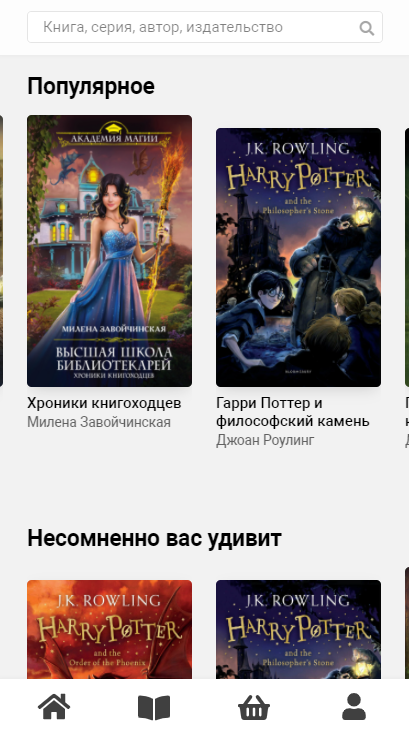 Книга, серия, автор, издательство
Популярное
АКАДЕМИЯ МАГИИ
МИЛЕНА ЗАВОЙЧИНСКАЯ
ВЫСШАЯ ШКОЛА
БИБЛИОТЕКАРЕЙ
ХРОНИКИ КНИГОХОДЦЕВ
Хроники книгоходцев
Милена Завойчинская
J.K. ROWLING
HARRY POTTER
and the
Philosopher's Stone
BLOOMSBURY
Гарри Поттер и
философский камень
Джоан Роулинг
Несомненно вас удивит
J.K. ROWLING
HARRY POTTER
and the
Order of the Phoenix
J.K. ROWLING
HARRY POTTER
and the
Philosopher's Stone